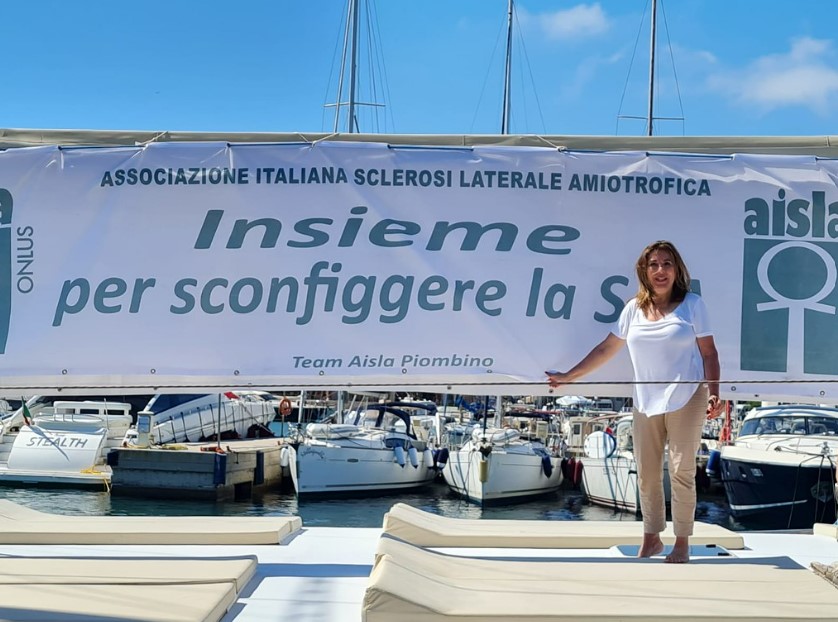 ASSOCIAZIONE ITALIANA SCLEROSI LATERALE AMIOTROFICA
aisla
ONLUS
Insieme
per sconfiggere la S
Team Aisla Piombino
STEALTH